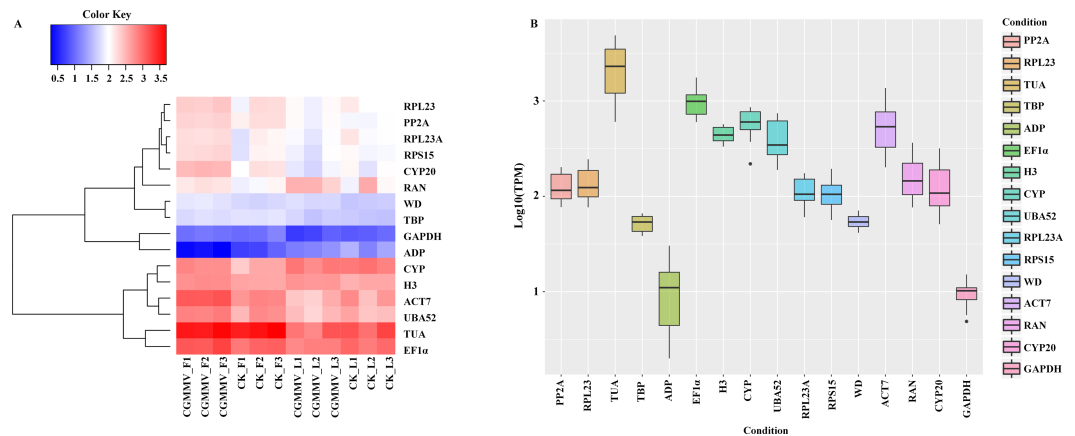 A
Color Key
0.5 1 1.5 2 2.5 3 3.5
RPL23
PP2A
RPL23A
RPS15
CYP20
RAN
WD
TBP
GAPDH
ADP
CYP
H3
ACT7
UBA52
TUA
EF1α
CGMMV_F1
CGMMV_F2
CGMMV_F3
CK_F1
CK_F2
CK_F3
CGMMV_L1
CGMMV_L2
CGMMV_L3
CK_L1
CK_L2
CK_L3
B
Log10(TPM)
3
2
1
PP2A
RPL23
TUA
TBP
ADP
EF1α
H3
CYP
UBA52
RPL23A
RPS15
WD
ACT7
RAN
CYP20
GAPDH
Condition
Condition
PP2A
RPL23
TUA
TBP
ADP
EF1α
H3
CYP
UBA52
RPL23A
RPS15
WD
ACT7
RAN
CYP20
GAPDH